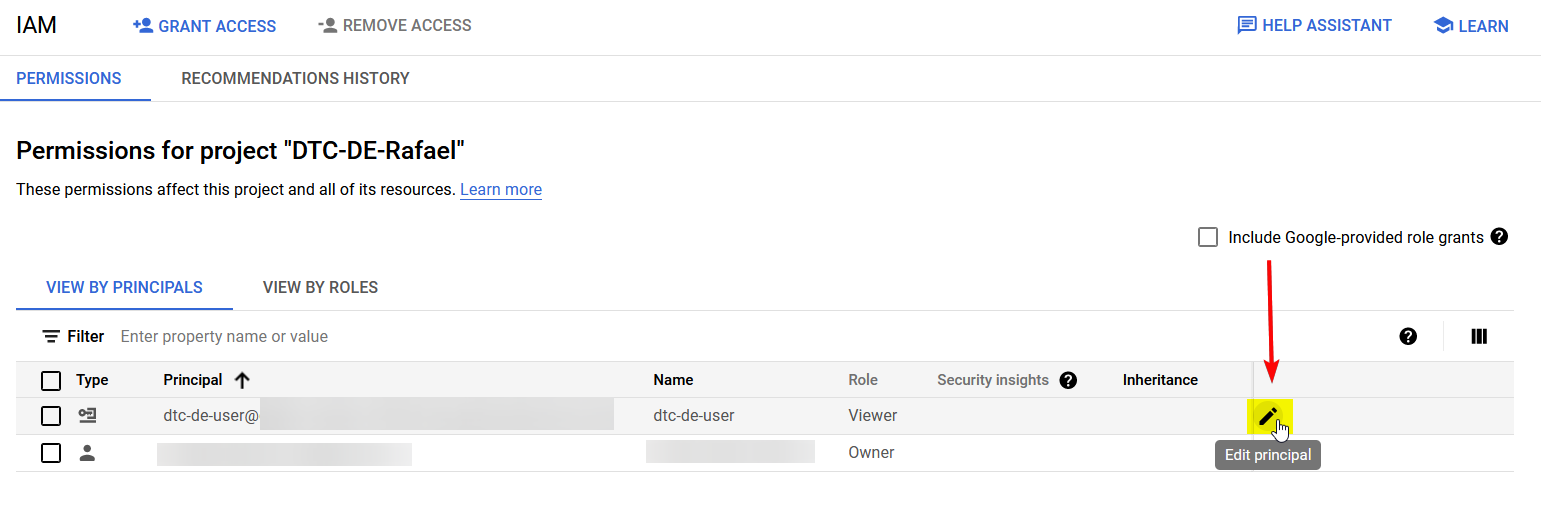 IAM GRANT ACCESS REMOVE ACCESS HELP ASSISTANT LEARN
PERMISSIONS RECOMMENDATIONS HISTORY
Permissions for project "DTC-DE-Rafael"
These permissions affect this project and all of its resources. Learn more
Include Google-provided role grants ?
VIEW BY PRINCIPALS VIEW BY ROLES
Filter Enter property name or value ?
Type Principal Name Role Security insights ? Inheritance
dtc-de-user@ dtc-de-user Viewer
Owner
Edit principal